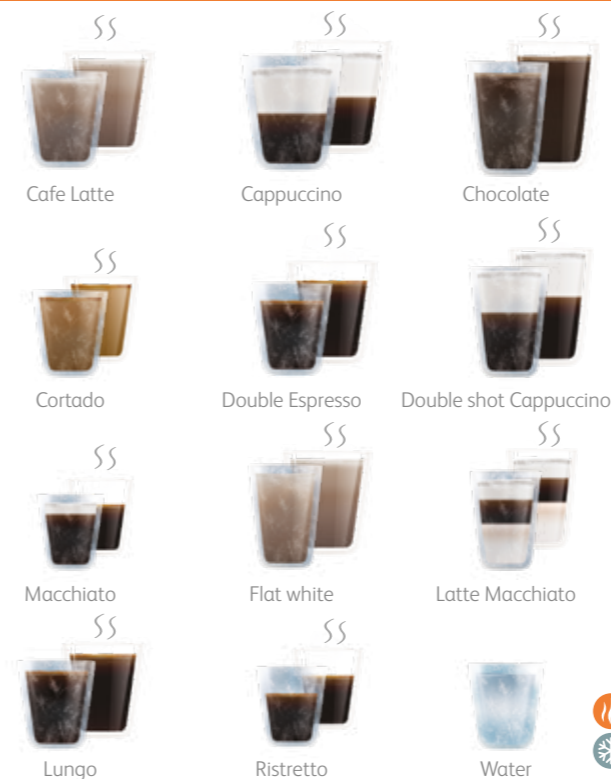 Cafe Latte
Cappuccino
Chocolate
Cortado
Double Espresso
Double shot Cappuccino
Macchiato
Flat white
Latte Macchiato
Lungo
Ristretto
Water